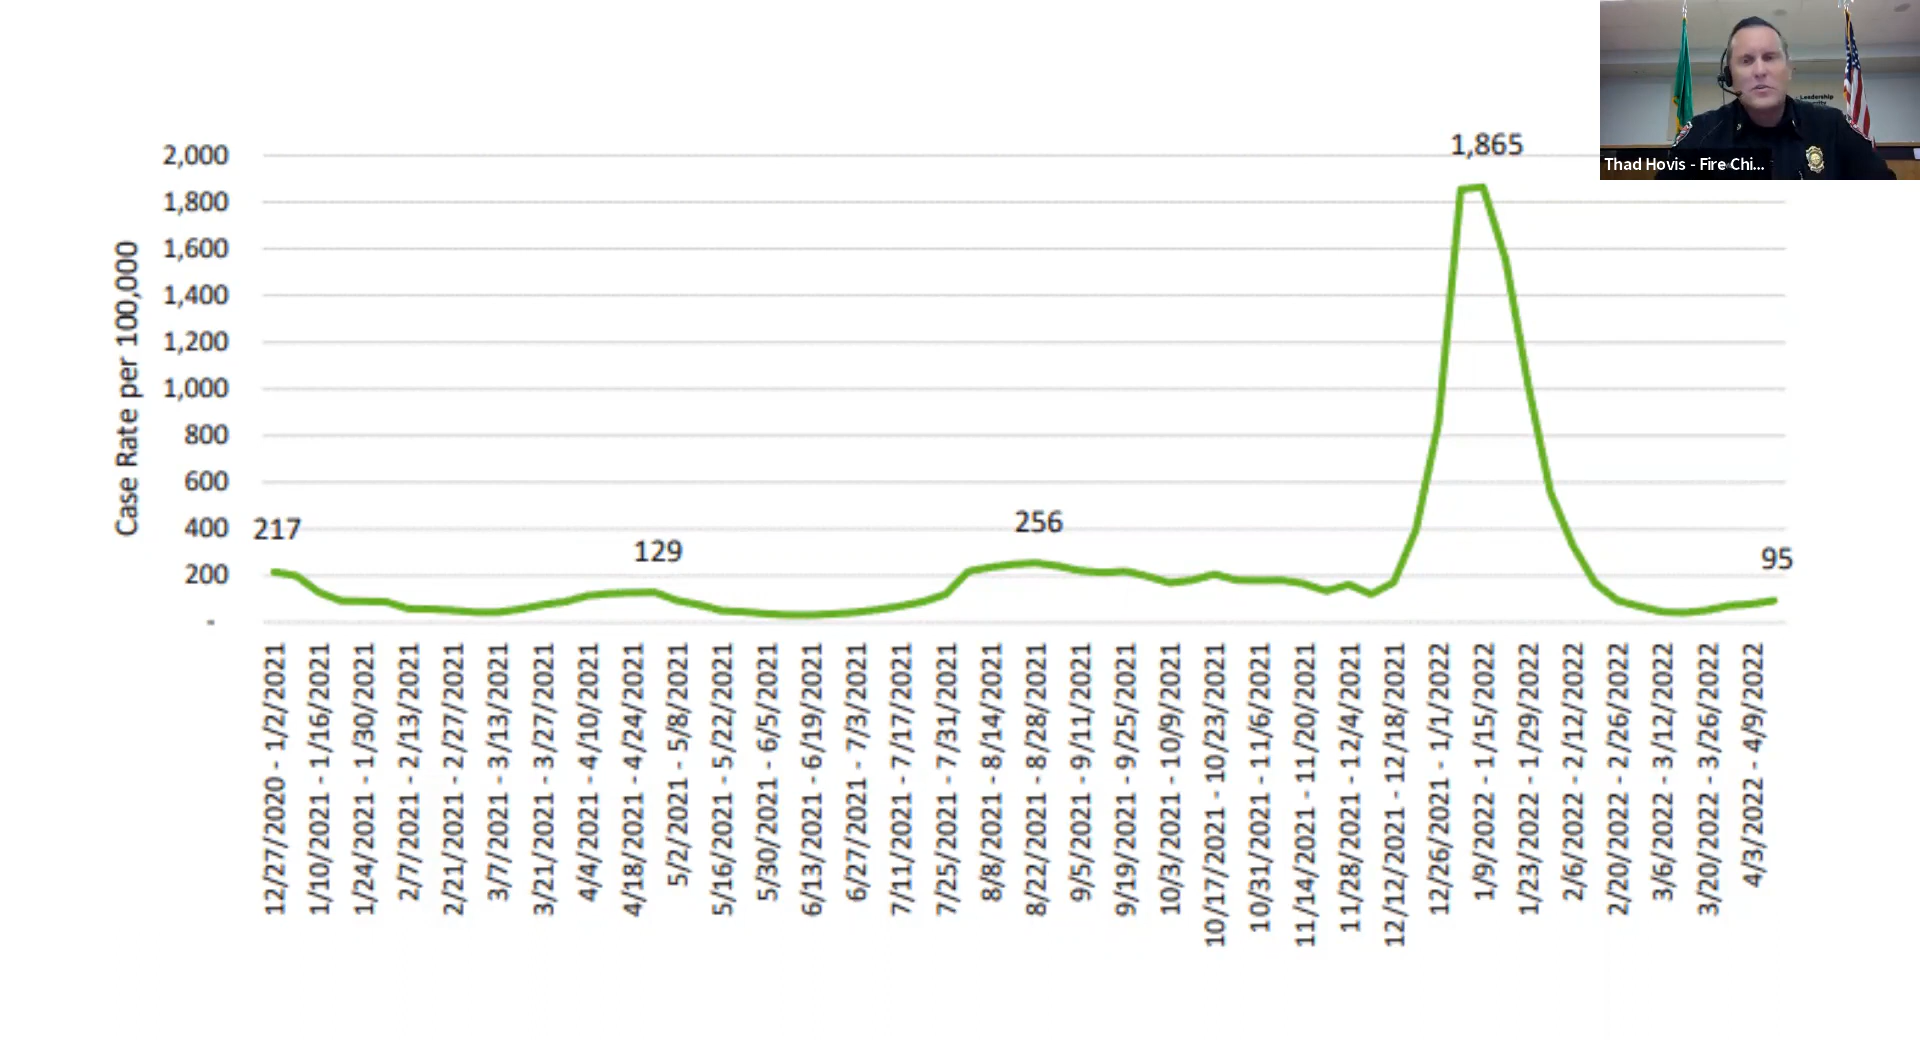 Leadership
Thad Hovis - Fire Chi...
1,865
2,000
1,800
1,600
1,400
1,200
1,000
800
600
400
200
-
Case Rate per 100,000
217
129
256
95
12/27/2020 - 1/2/2021
1/10/2021 - 1/16/2021
1/24/2021 - 1/30/2021
2/7/2021 - 2/13/2021
2/21/2021 - 2/27/2021
3/7/2021 - 3/13/2021
3/21/2021 - 3/27/2021
4/4/2021 - 4/10/2021
4/18/2021 - 4/24/2021
5/2/2021 - 5/8/2021
5/16/2021 - 5/22/2021
5/30/2021 - 6/5/2021
6/13/2021 - 6/19/2021
6/27/2021 - 7/3/2021
7/11/2021 - 7/17/2021
7/25/2021 - 7/31/2021
8/8/2021 - 8/14/2021
8/22/2021 - 8/28/2021
9/5/2021 - 9/11/2021
9/19/2021 - 9/25/2021
10/3/2021 - 10/9/2021
10/17/2021 - 10/23/2021
10/31/2021 - 11/6/2021
11/14/2021 - 11/20/2021
11/28/2021 - 12/4/2021
12/12/2021 - 12/18/2021
12/26/2021 - 1/1/2022
1/9/2022 - 1/15/2022
1/23/2022 - 1/29/2022
2/6/2022 - 2/12/2022
2/20/2022 - 2/26/2022
3/6/2022 - 3/12/2022
3/20/2022 - 3/26/2022
4/3/2022 - 4/9/2022